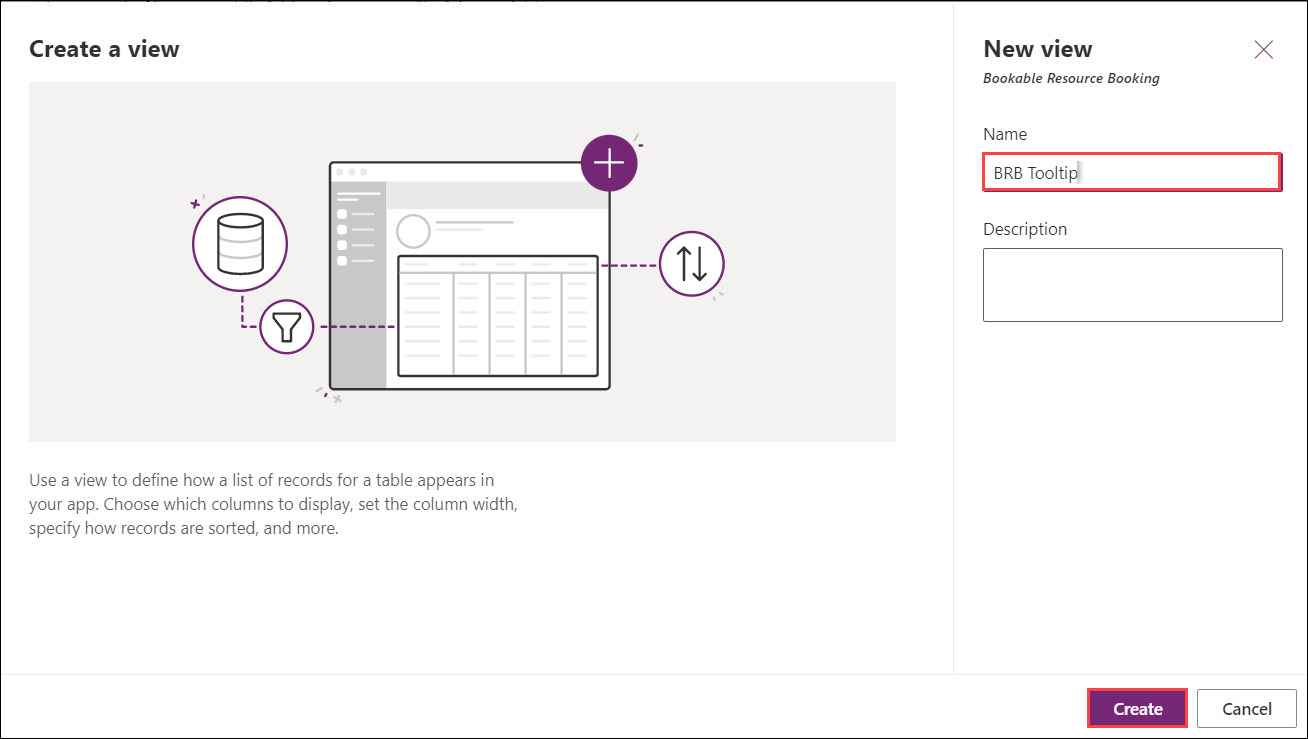 Create a view
Use a view to define how a list of records for a table appears in
your app. Choose which columns to display, set the column width,
specify how records are sorted, and more.
New view
Bookable Resource Booking
Name
BRB Tooltip
Description
Create
Cancel